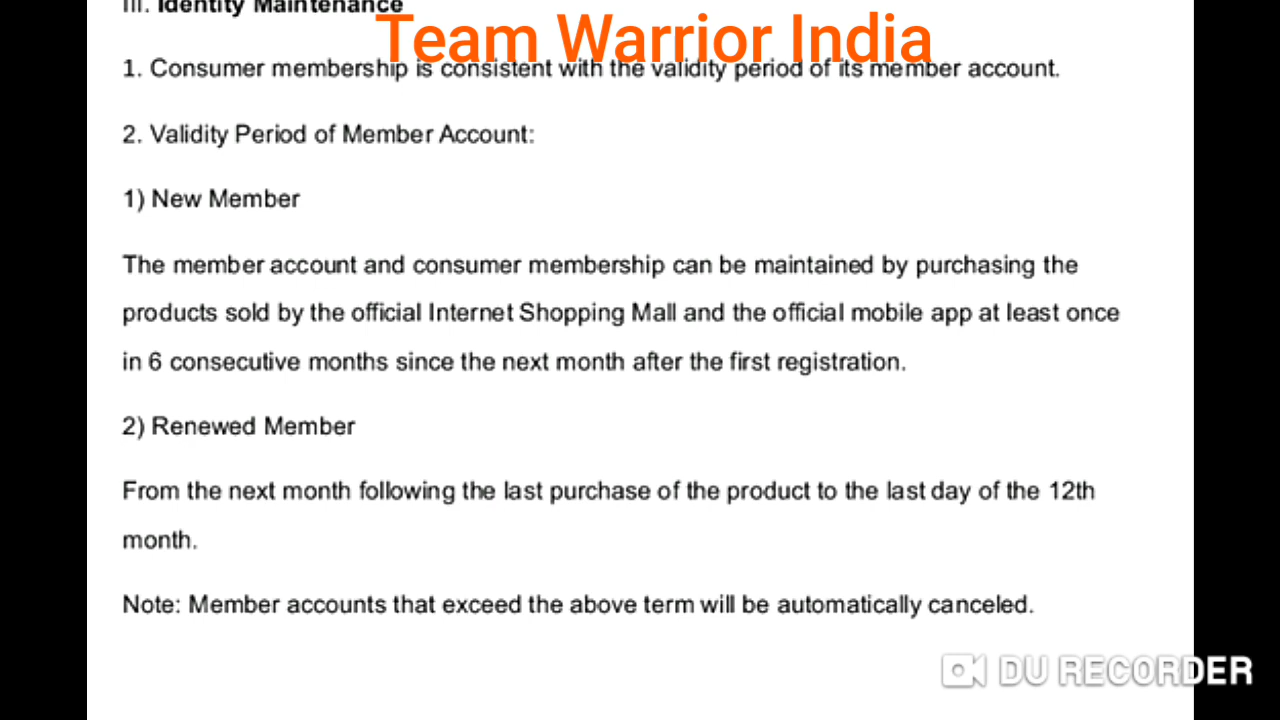 III. Identity Maintenance
Team Warrior India
1. Consumer membership is consistent with the validity period of its member account.
2. Validity Period of Member Account:
1) New Member
The member account and consumer membership can be maintained by purchasing the
products sold by the official Internet Shopping Mall and the official mobile app at least once
in 6 consecutive months since the next month after the first registration.
2) Renewed Member
From the next month following the last purchase of the product to the last day of the 12th
month.
Note: Member accounts that exceed the above term will be automatically canceled.
DU RECORDER